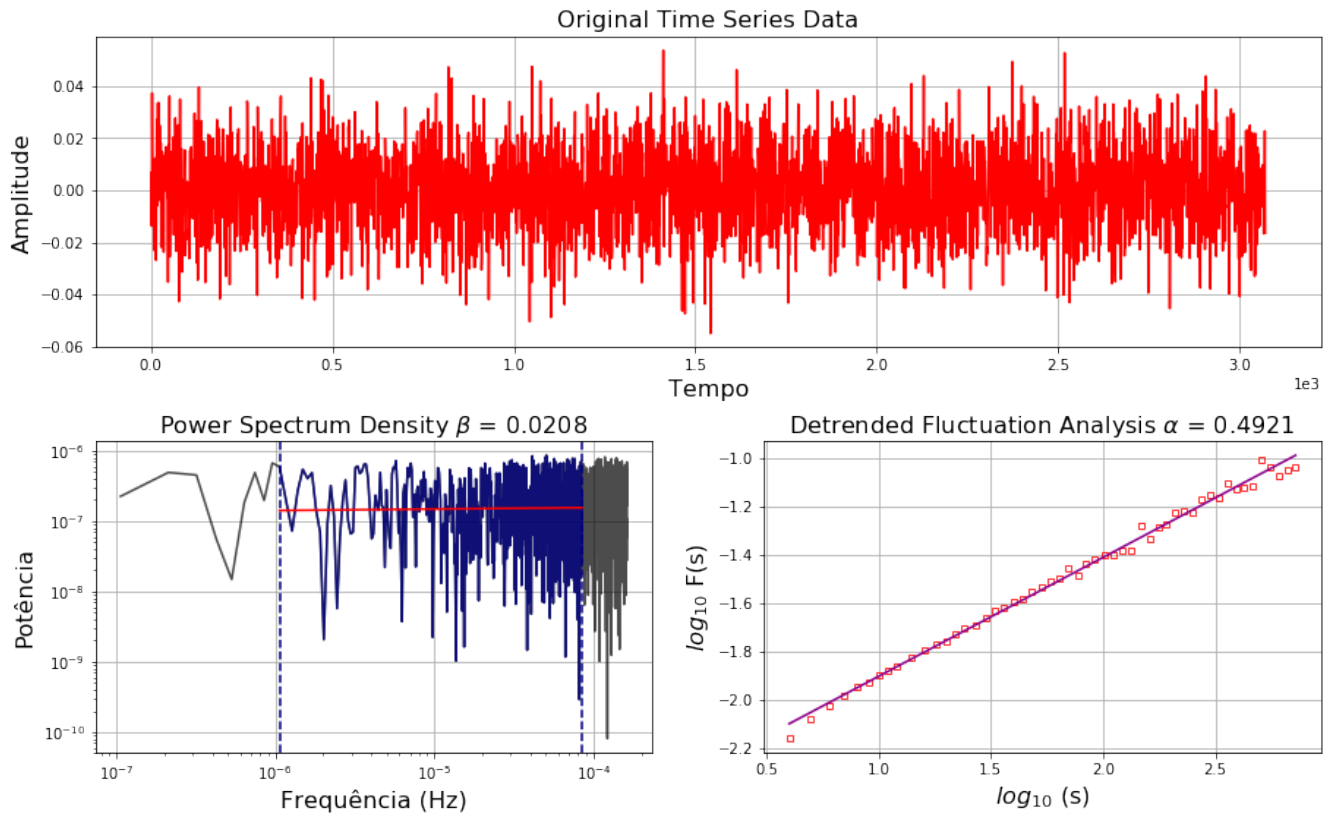 Original Time Series Data
Amplitude
0.04
0.02
0.00
−0.02
−0.04
−0.06
0.0 0.5 1.0 1.5 2.0 2.5 3.0
1e3
Tempo
Power Spectrum Density β = 0.0208
Potência
10⁻⁶
10⁻⁷
10⁻⁸
10⁻⁹
10⁻¹⁰
10⁻⁷ 10⁻⁶ 10⁻⁵ 10⁻⁴
Frequência (Hz)
Detrended Fluctuation Analysis α = 0.4921
log₁₀ F(s)
−1.0
−1.2
−1.4
−1.6
−1.8
−2.0
−2.2
0.5 1.0 1.5 2.0 2.5
log₁₀ (s)